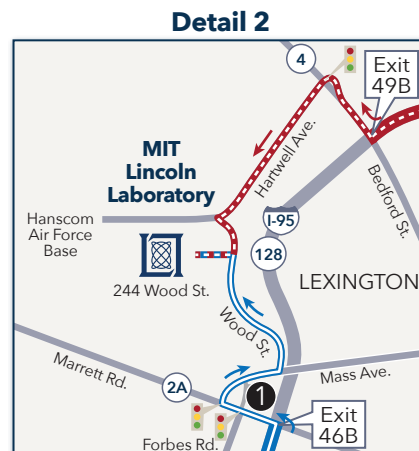 Detail 2
4
Exit
49B
Hartwell Ave.
MIT
Lincoln
Laboratory
Bedford St.
Hanscom
Air Force
Base
I-95
128
244 Wood St.
LEXINGTON
Wood St.
Marrett Rd.
2A
1
Mass Ave.
Exit
46B
Forbes Rd.